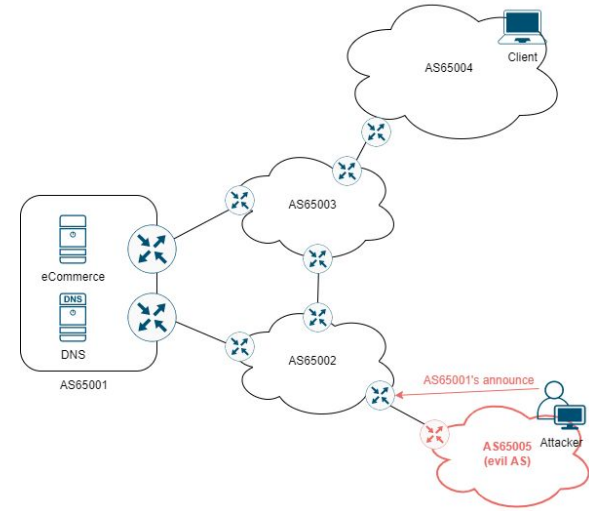 AS65004
Client
AS65003
eCommerce
DNS
DNS
AS65001
AS65002
AS65001's announce
AS65005
(evil AS)
Attacker